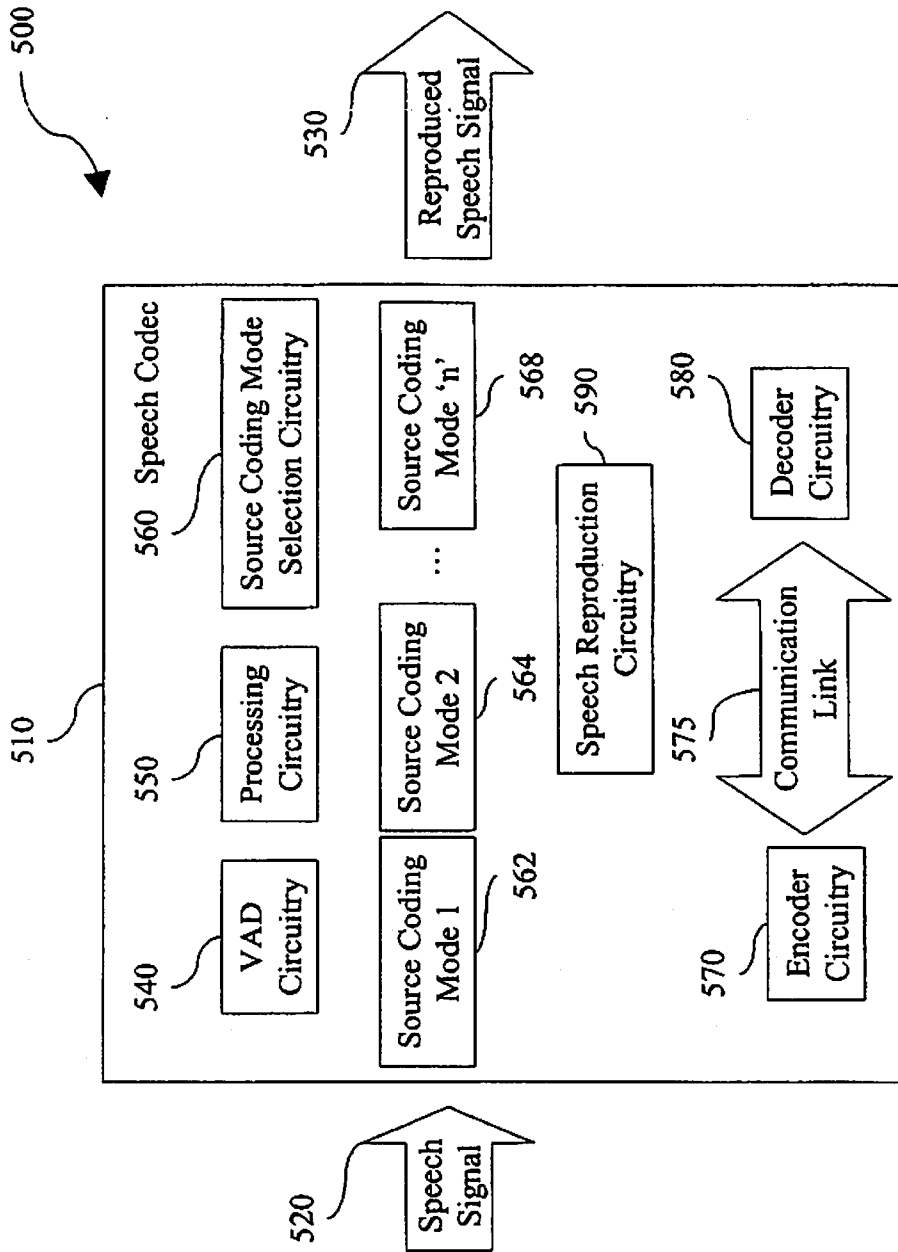 500
510
Speech Codec
520
Speech
Signal
530
Reproduced
Speech Signal
540
VAD
Circuitry
550
Processing
Circuitry
560
Source Coding Mode
Selection Circuitry
Source Coding
Mode 1
562
Source Coding
Mode 2
564
...
Source Coding
Mode 'n'
568
590
Speech Reproduction
Circuitry
570
Encoder
Circuitry
575
Communication
Link
580
Decoder
Circuitry